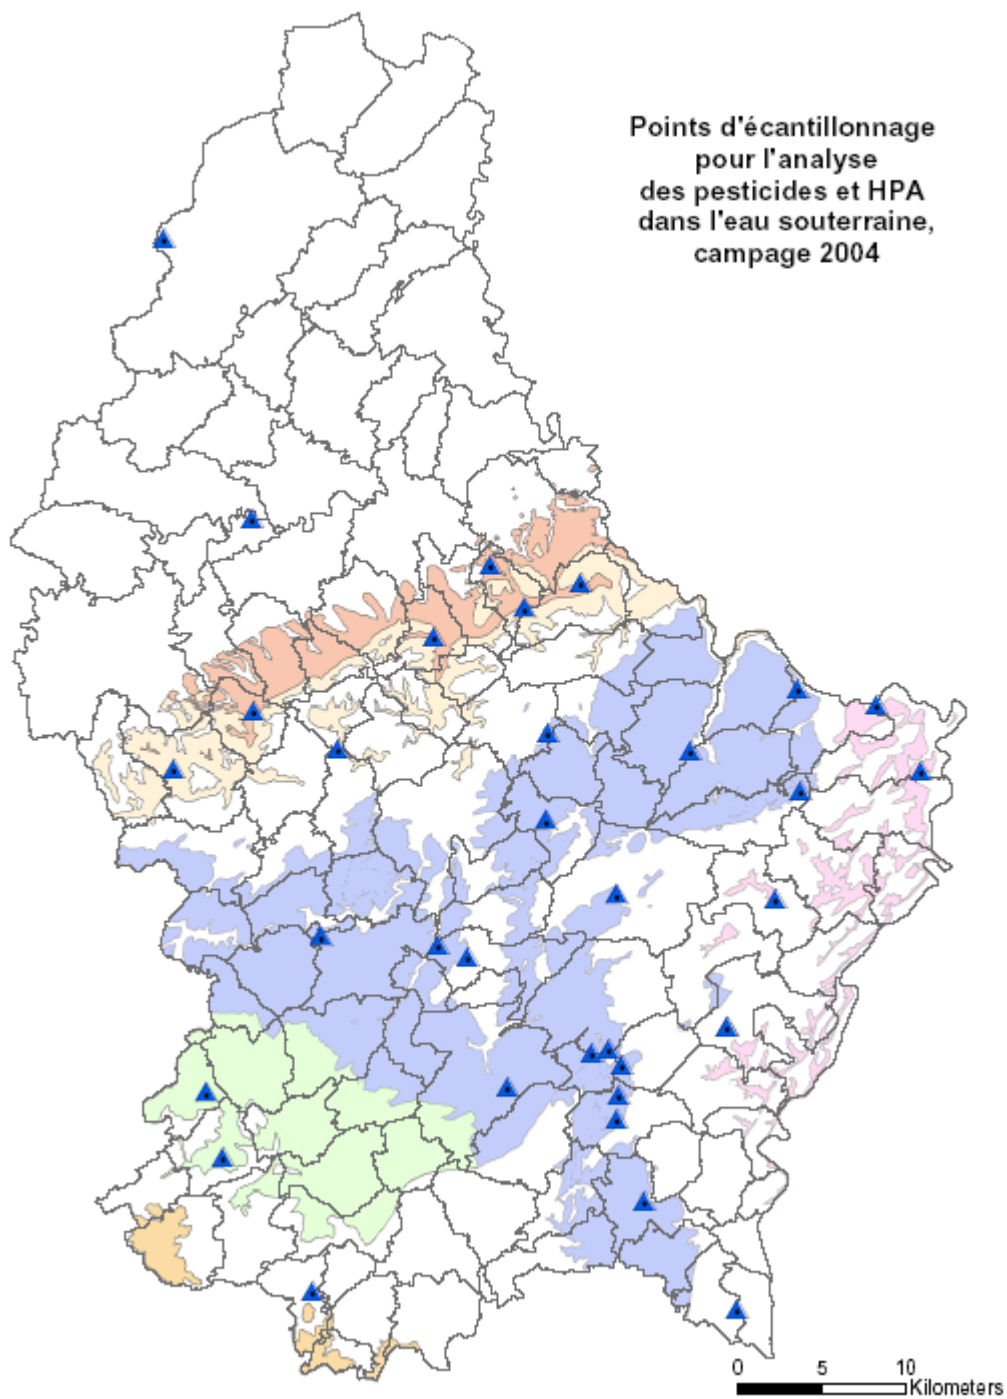 Points d'écantillonnage
pour l'analyse
des pesticides et HPA
dans l'eau souterraine,
campage 2004
0 5 10
Kilometers